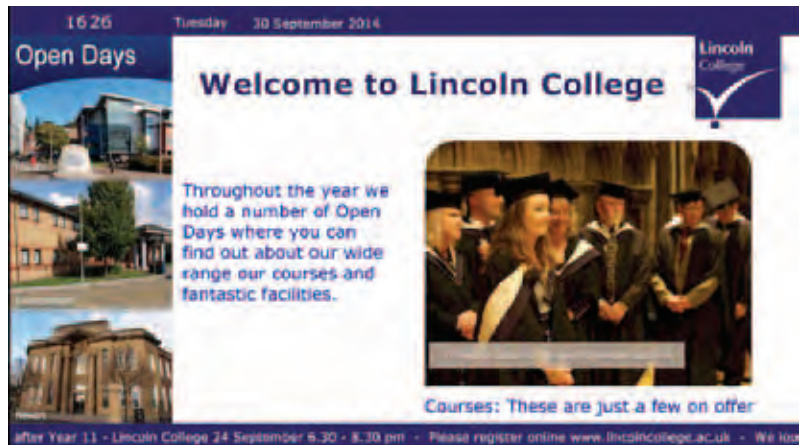 16 26 Tuesday 30 September 2014
Open Days
Lincoln
College
Welcome to Lincoln College
Throughout the year we
hold a number of Open
Days where you can
find out about our wide
range our courses and
fantastic facilities.
Courses: These are just a few on offer
after Year 11 - Lincoln College 24 September 6.30 - 8.30 pm - Please register online www.lincolncollege.ac.uk We